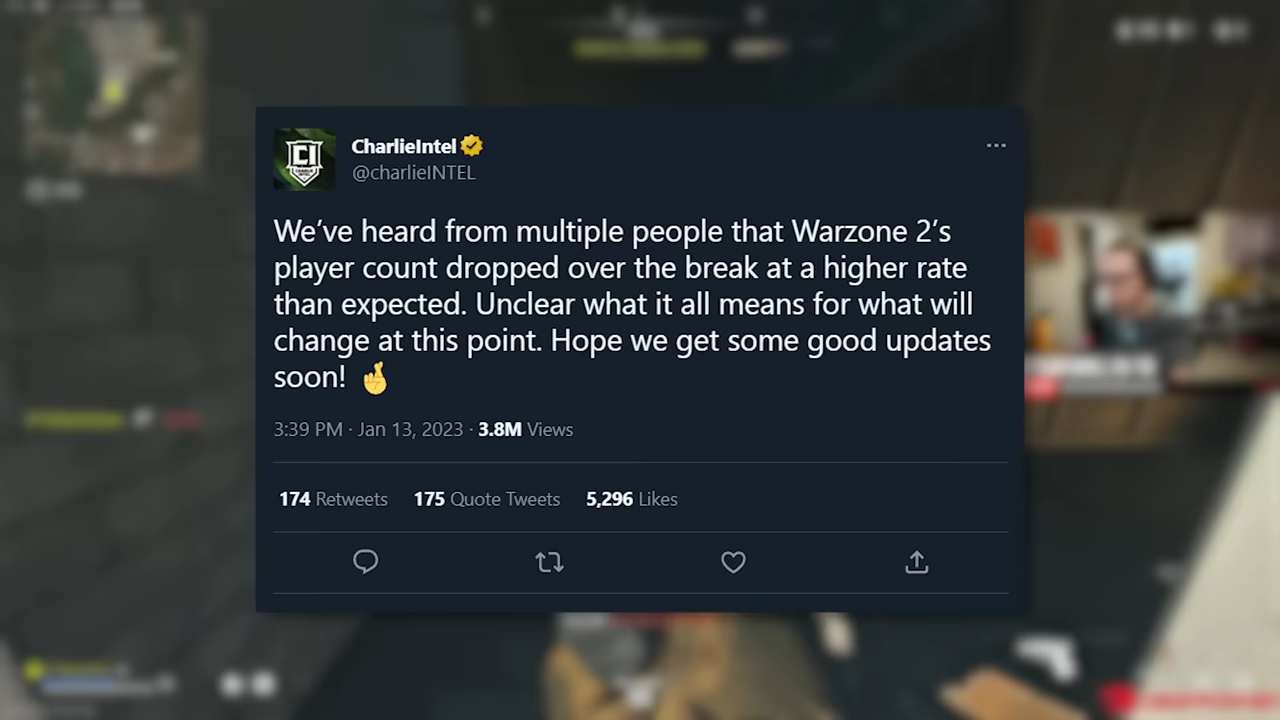 CharlieIntel
@charlieINTEL
We’ve heard from multiple people that Warzone 2’s
player count dropped over the break at a higher rate
than expected. Unclear what it all means for what will
change at this point. Hope we get some good updates
soon! 🤞
3:39 PM · Jan 13, 2023 · 3.8M Views
174 Retweets 175 Quote Tweets 5,296 Likes